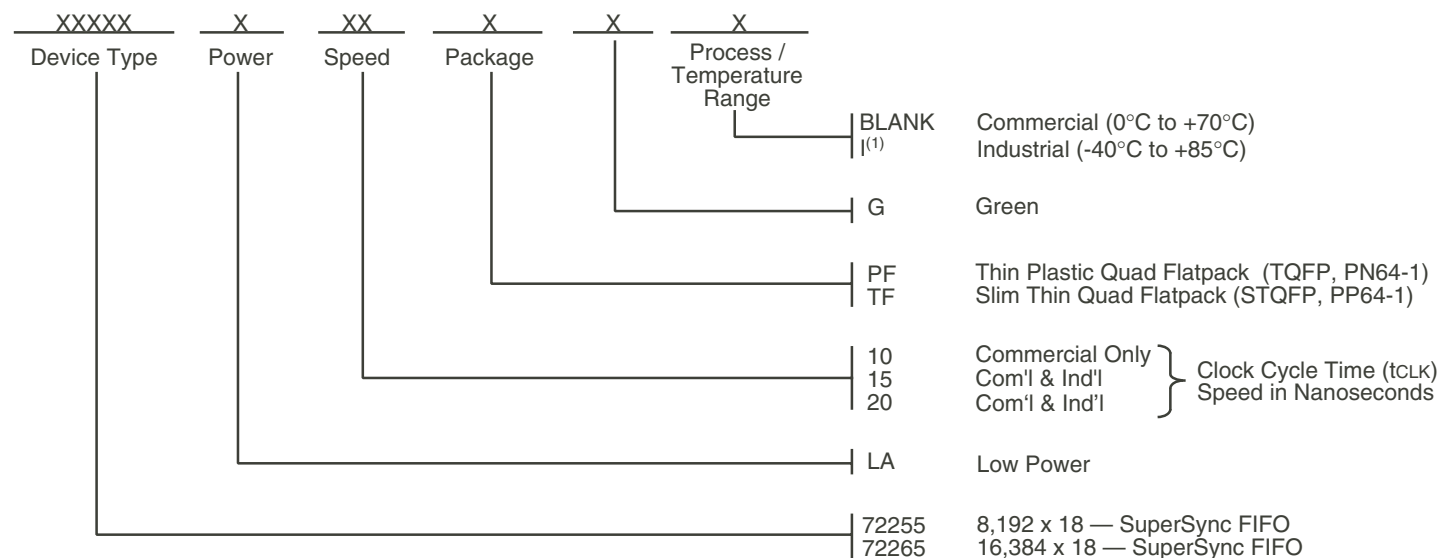 XXXXX X XX X X X
Device Type Power Speed Package Process /
Temperature
Range
BLANK Commercial (0°C to +70°C)
I(1) Industrial (-40°C to +85°C)
G Green
PF Thin Plastic Quad Flatpack (TQFP, PN64-1)
TF Slim Thin Quad Flatpack (STQFP, PP64-1)
10 Commercial Only
15 Com'l & Ind'l
20 Com‘l & Ind’l
Clock Cycle Time (tCLK)
Speed in Nanoseconds
LA Low Power
72255 8,192 x 18 — SuperSync FIFO
72265 16,384 x 18 — SuperSync FIFO